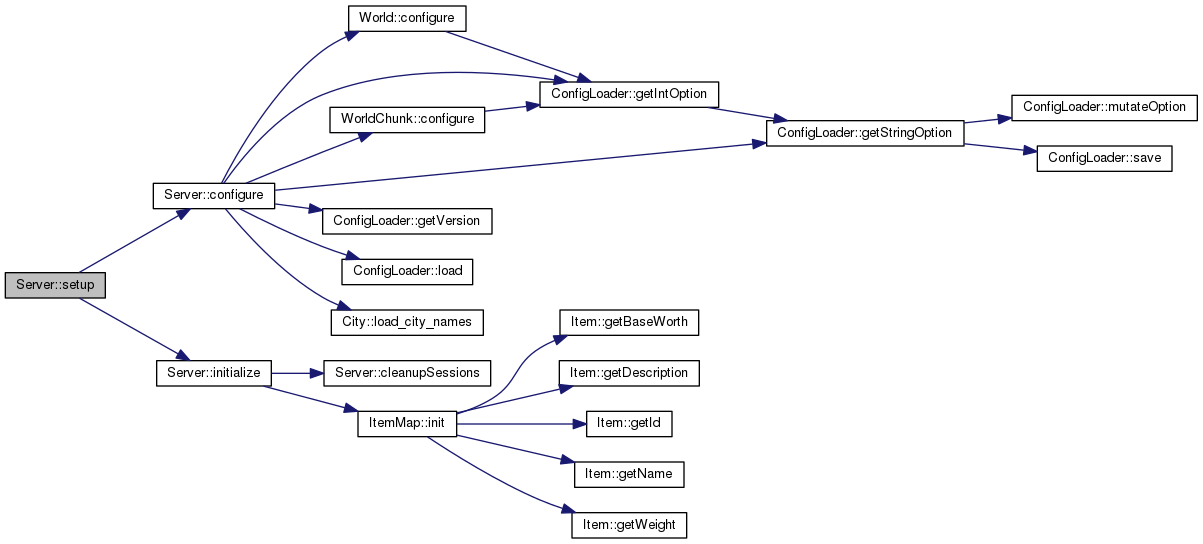 World::configure
ConfigLoader::getIntOption
ConfigLoader::mutateOption
WorldChunk::configure
ConfigLoader::getStringOption
ConfigLoader::save
Server::configure
ConfigLoader::getVersion
ConfigLoader::load
Server::setup
City::load_city_names
Item::getBaseWorth
Server::initialize
Server::cleanupSessions
Item::getDescription
ItemMap::init
Item::getId
Item::getName
Item::getWeight